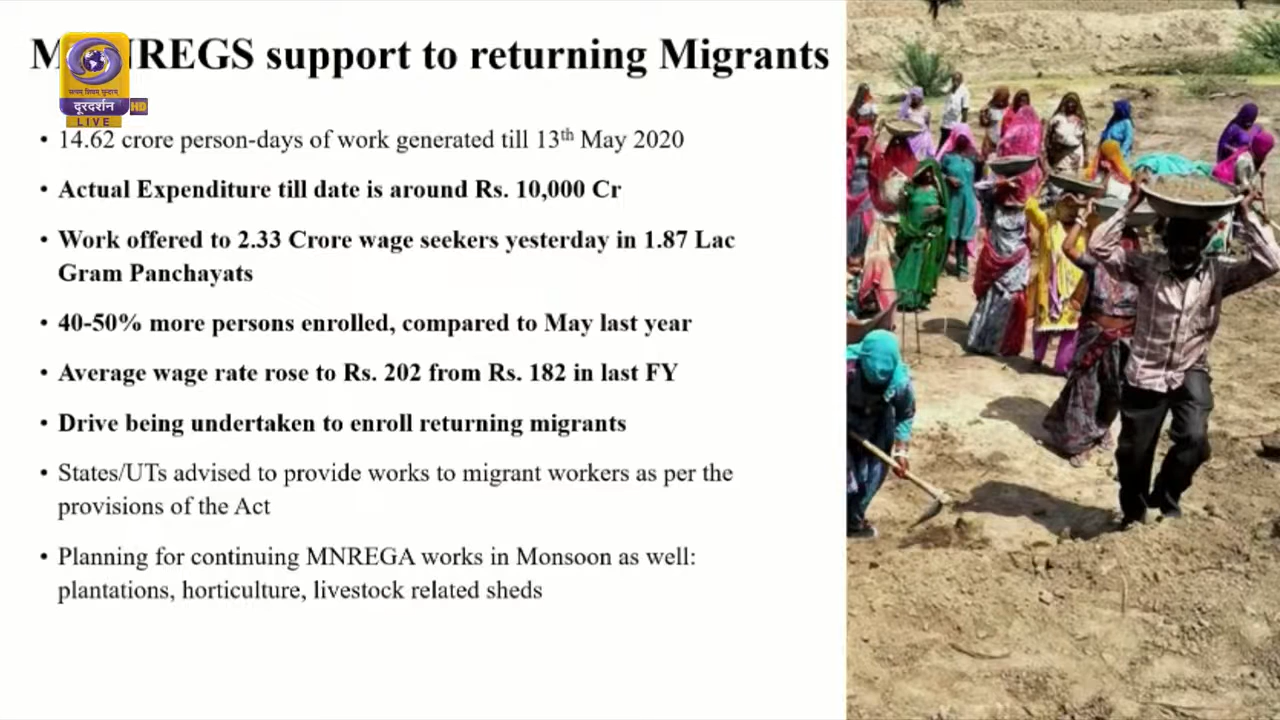 M NREGS support to returning Migrants
सत्यम् शिवम् सुन्दरम्
दूरदर्शन HD
LIVE
• 14.62 crore person-days of work generated till 13th May 2020
• Actual Expenditure till date is around Rs. 10,000 Cr
• Work offered to 2.33 Crore wage seekers yesterday in 1.87 Lac
Gram Panchayats
• 40-50% more persons enrolled, compared to May last year
• Average wage rate rose to Rs. 202 from Rs. 182 in last FY
• Drive being undertaken to enroll returning migrants
• States/UTs advised to provide works to migrant workers as per the
provisions of the Act
• Planning for continuing MNREGA works in Monsoon as well:
plantations, horticulture, livestock related sheds